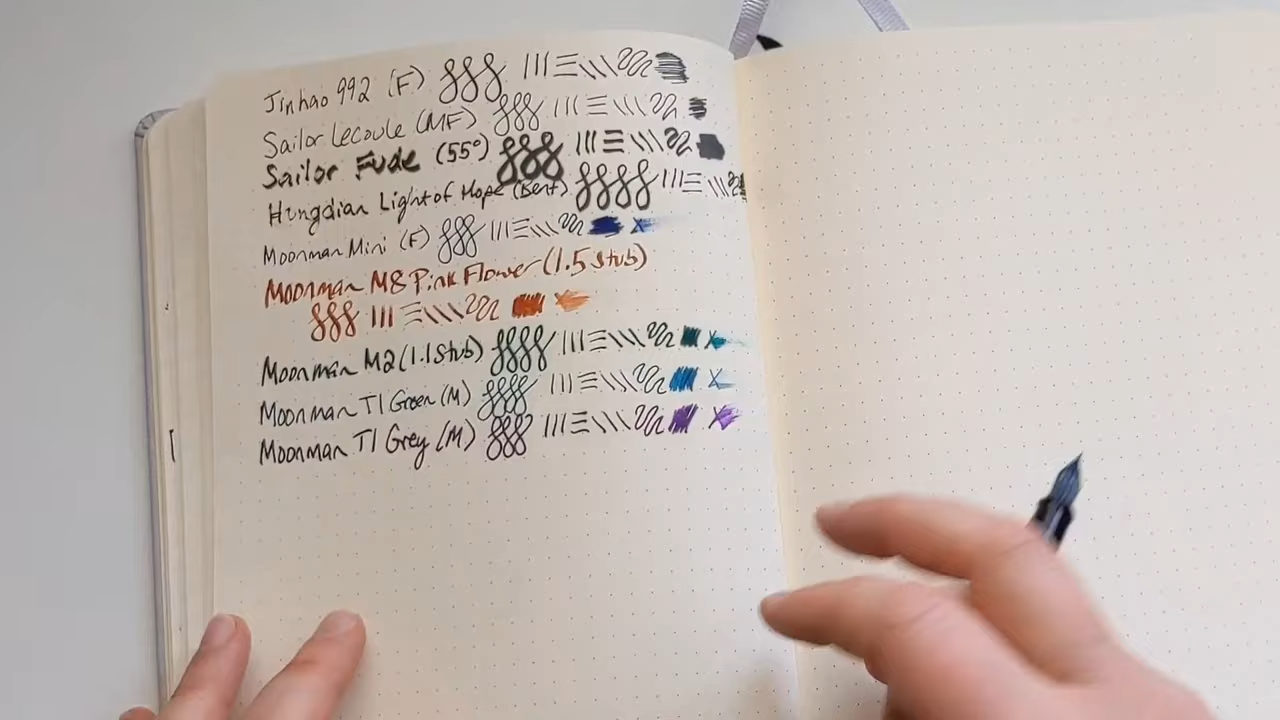 Jinhao 992 (F)
Sailor Lecoule (MF)
Sailor Fude (55°)
Hongdian Light of Hope (Bent)
Moonman Mini (F)
Moonman M8 Pink Flower (1.5 Stub)
Moonman M2 (1.1 Stub)
Moonman T1 Green (M)
Moonman T1 Grey (M)